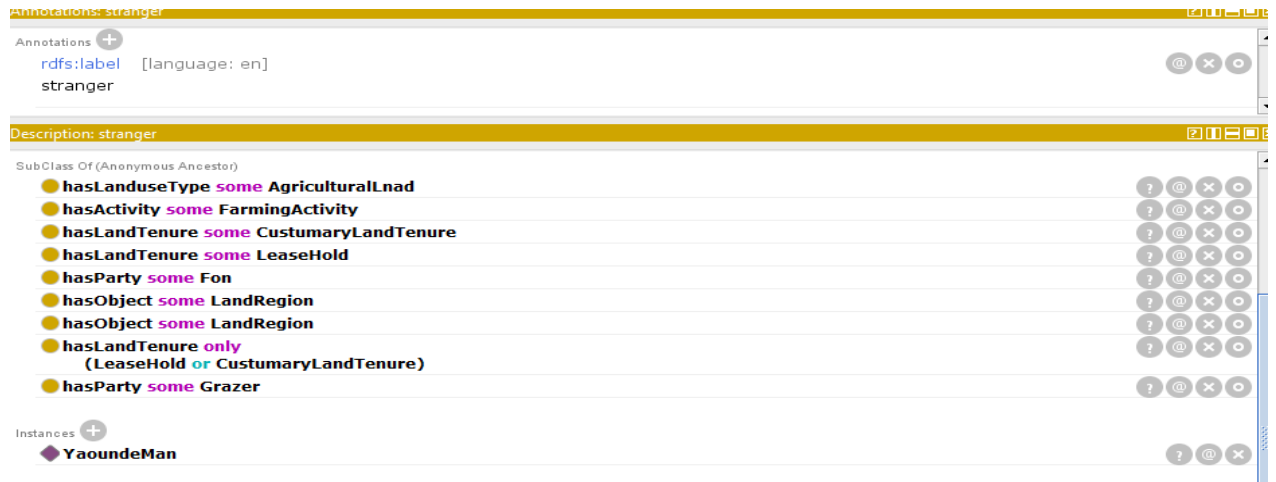 Annotations: stranger
Annotations
rdfs:label [language: en]
stranger
Description: stranger
SubClass Of (Anonymous Ancestor)
hasLanduseType some AgriculturalLnad
hasActivity some FarmingActivity
hasLandTenure some CustumaryLandTenure
hasLandTenure some LeaseHold
hasParty some Fon
hasObject some LandRegion
hasObject some LandRegion
hasLandTenure only
(LeaseHold or CustumaryLandTenure)
hasParty some Grazer
Instances
YaoundeMan